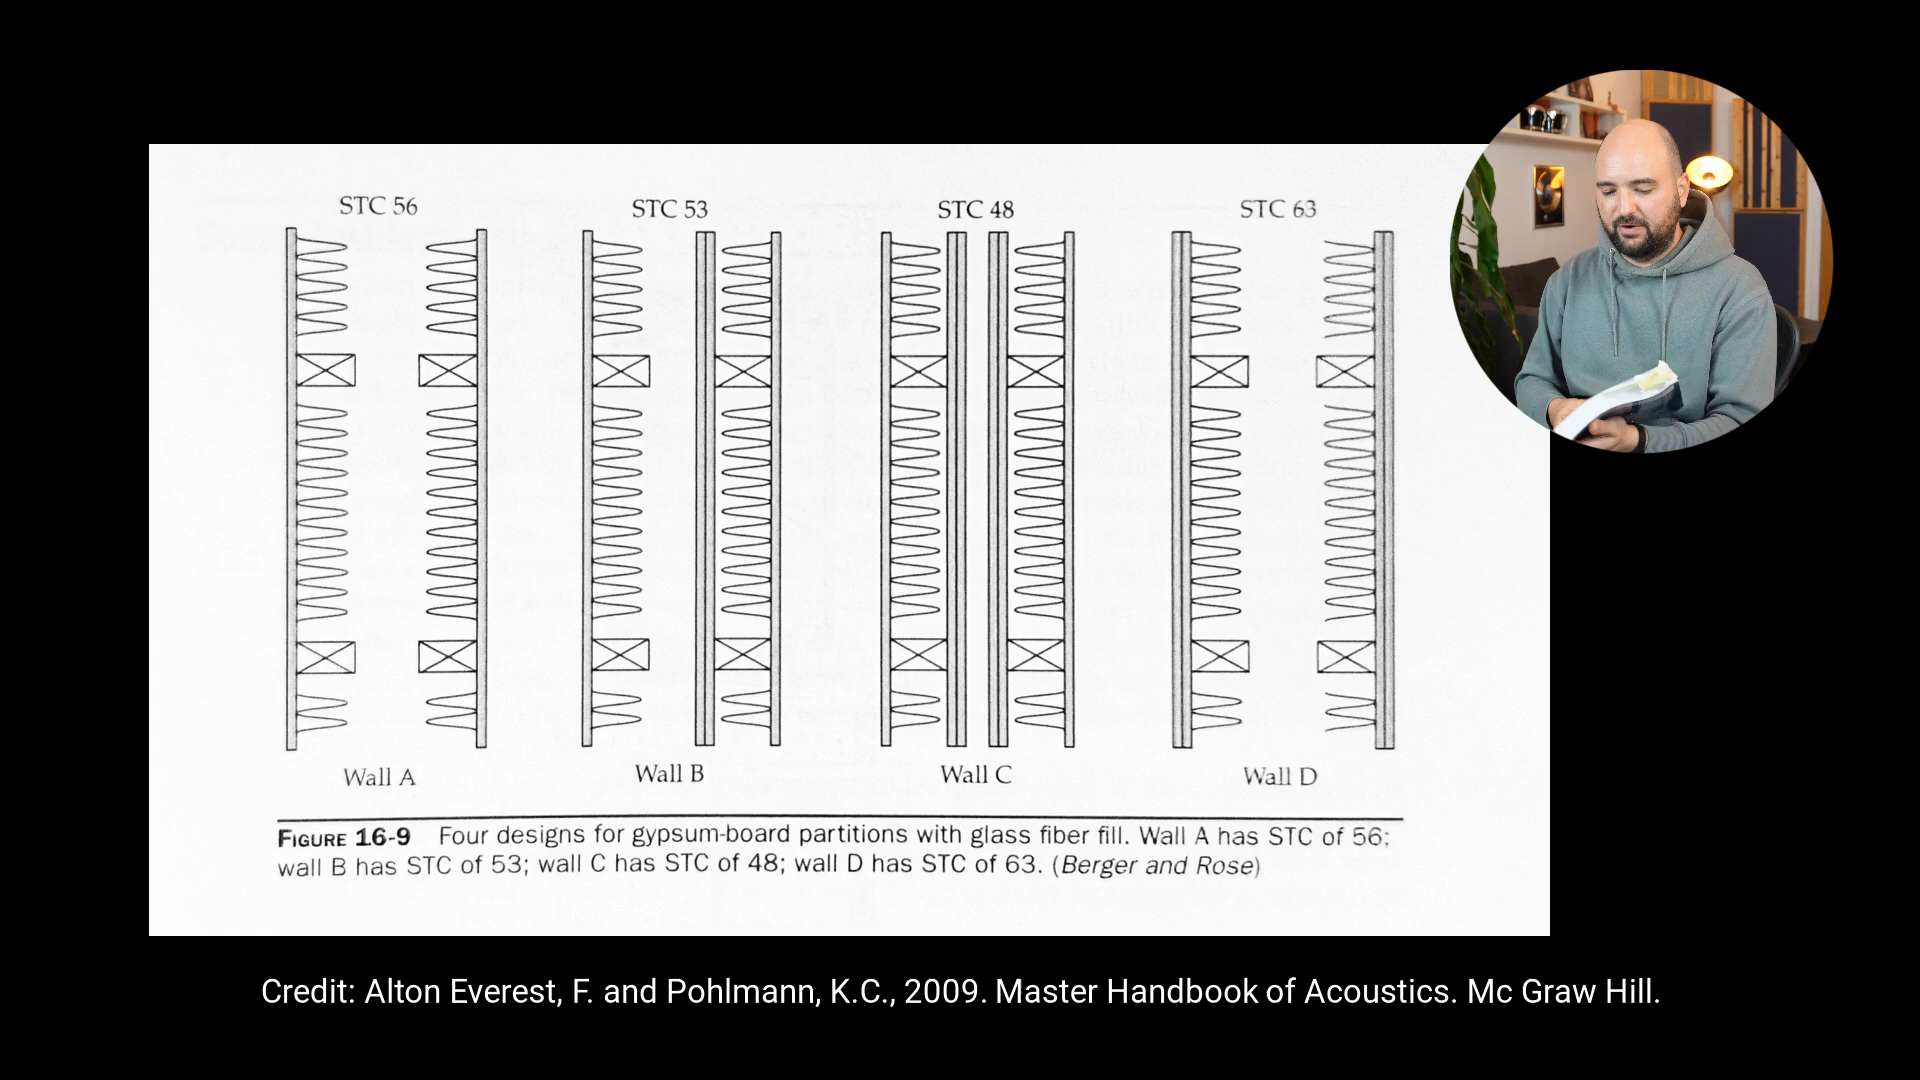 STC 56 STC 53 STC 48 STC 63
Wall A Wall B Wall C Wall D
FIGURE 16-9 Four designs for gypsum-board partitions with glass fiber fill. Wall A has STC of 56;
wall B has STC of 53; wall C has STC of 48; wall D has STC of 63. (Berger and Rose)
Credit: Alton Everest, F. and Pohlmann, K.C., 2009. Master Handbook of Acoustics. Mc Graw Hill.